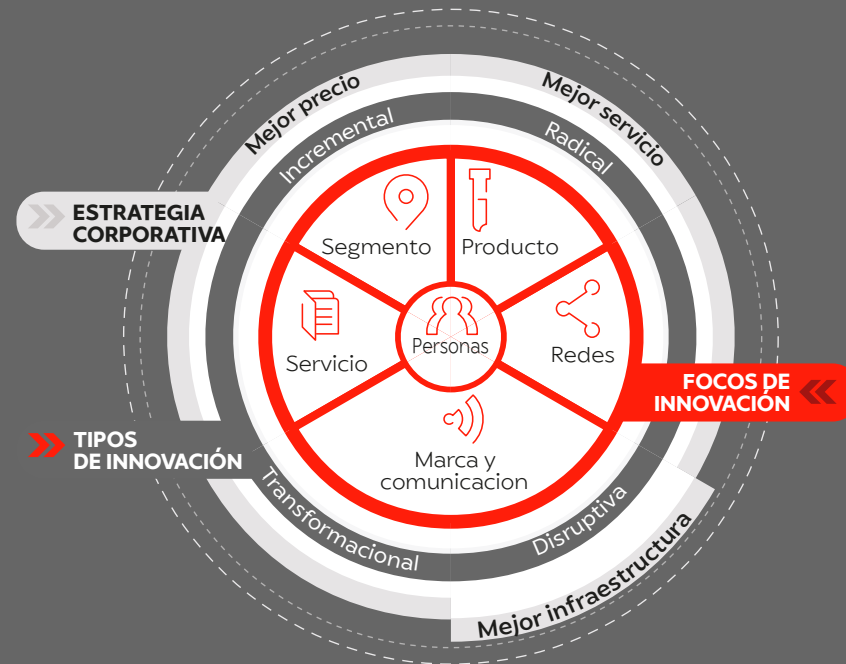 Mejor precio
Mejor servicio
Incremental
Radical
ESTRATEGIA
CORPORATIVA
Segmento
Producto
Personas
Servicio
Redes
FOCOS DE
INNOVACIÓN
TIPOS
DE INNOVACIÓN
Marca y
comunicacion
Transformacional
Disruptiva
Mejor infraestructura